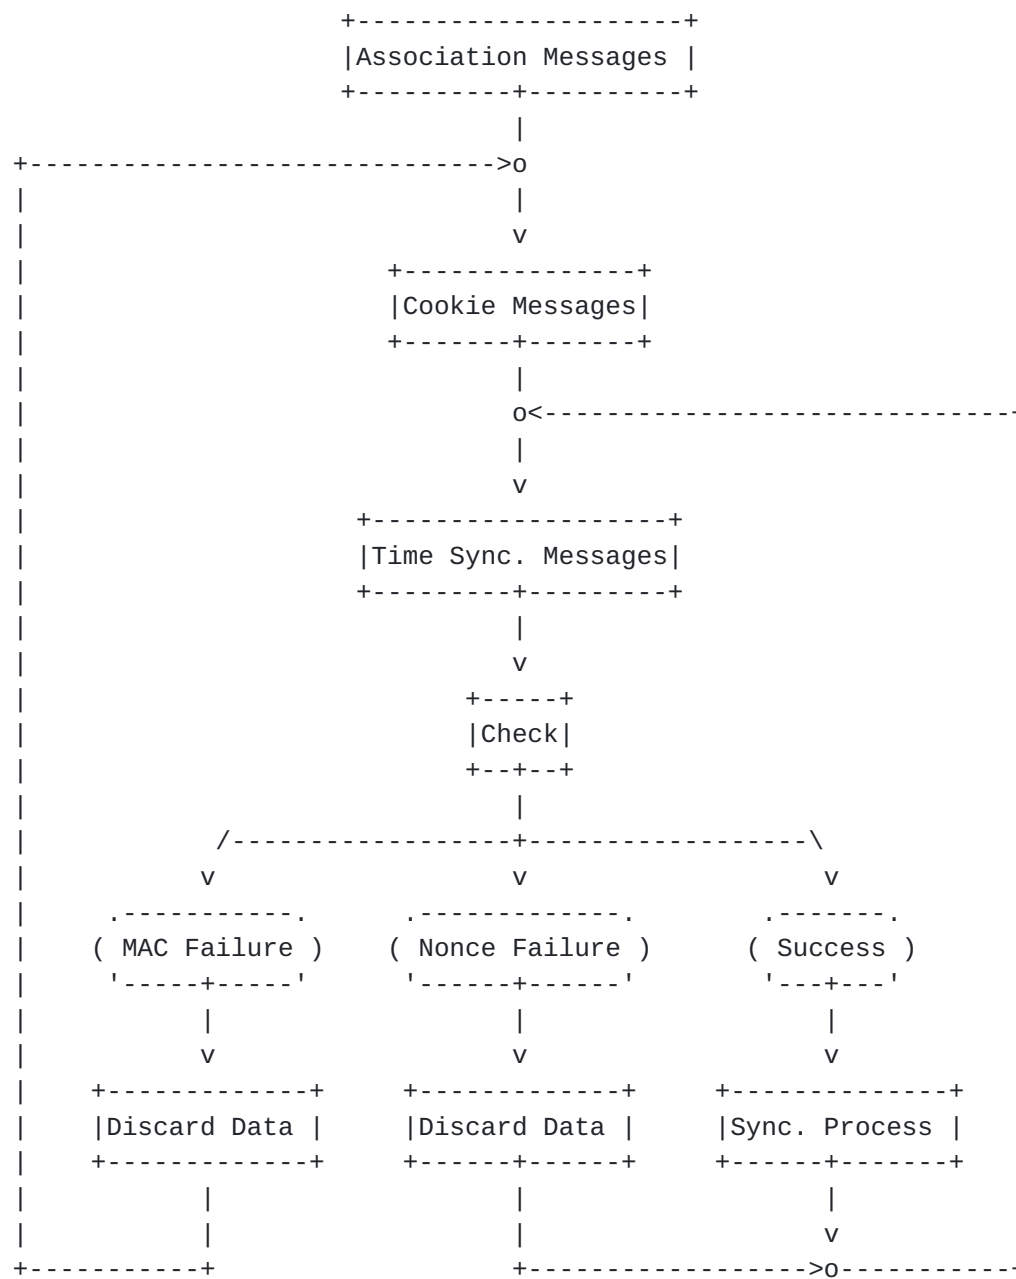 +---------------------+
|Association Messages |
+----------+----------+
|
+------------------------------>o
| |
| v
| +---------------+
| |Cookie Messages|
| +-------+-------+
| |
| o<------------------------------+
| |
| v
| +-------------------+
| |Time Sync. Messages|
| +---------+---------+
| |
| v
| +-----+
| |Check|
| +--+--+
| |
| /------------------+------------------\
| v v v
| .-----------. .-------------. .-------.
| ( MAC Failure ) ( Nonce Failure ) ( Success )
| '-----+-----' '------+------' '---+---'
| | | |
| v v v
| +-------------+ +-------------+ +--------------+
| |Discard Data | |Discard Data | |Sync. Process |
| +-------------+ +------+------+ +------+-------+
| | | |
| | | v
+-----------+ +------------------>o-----------+